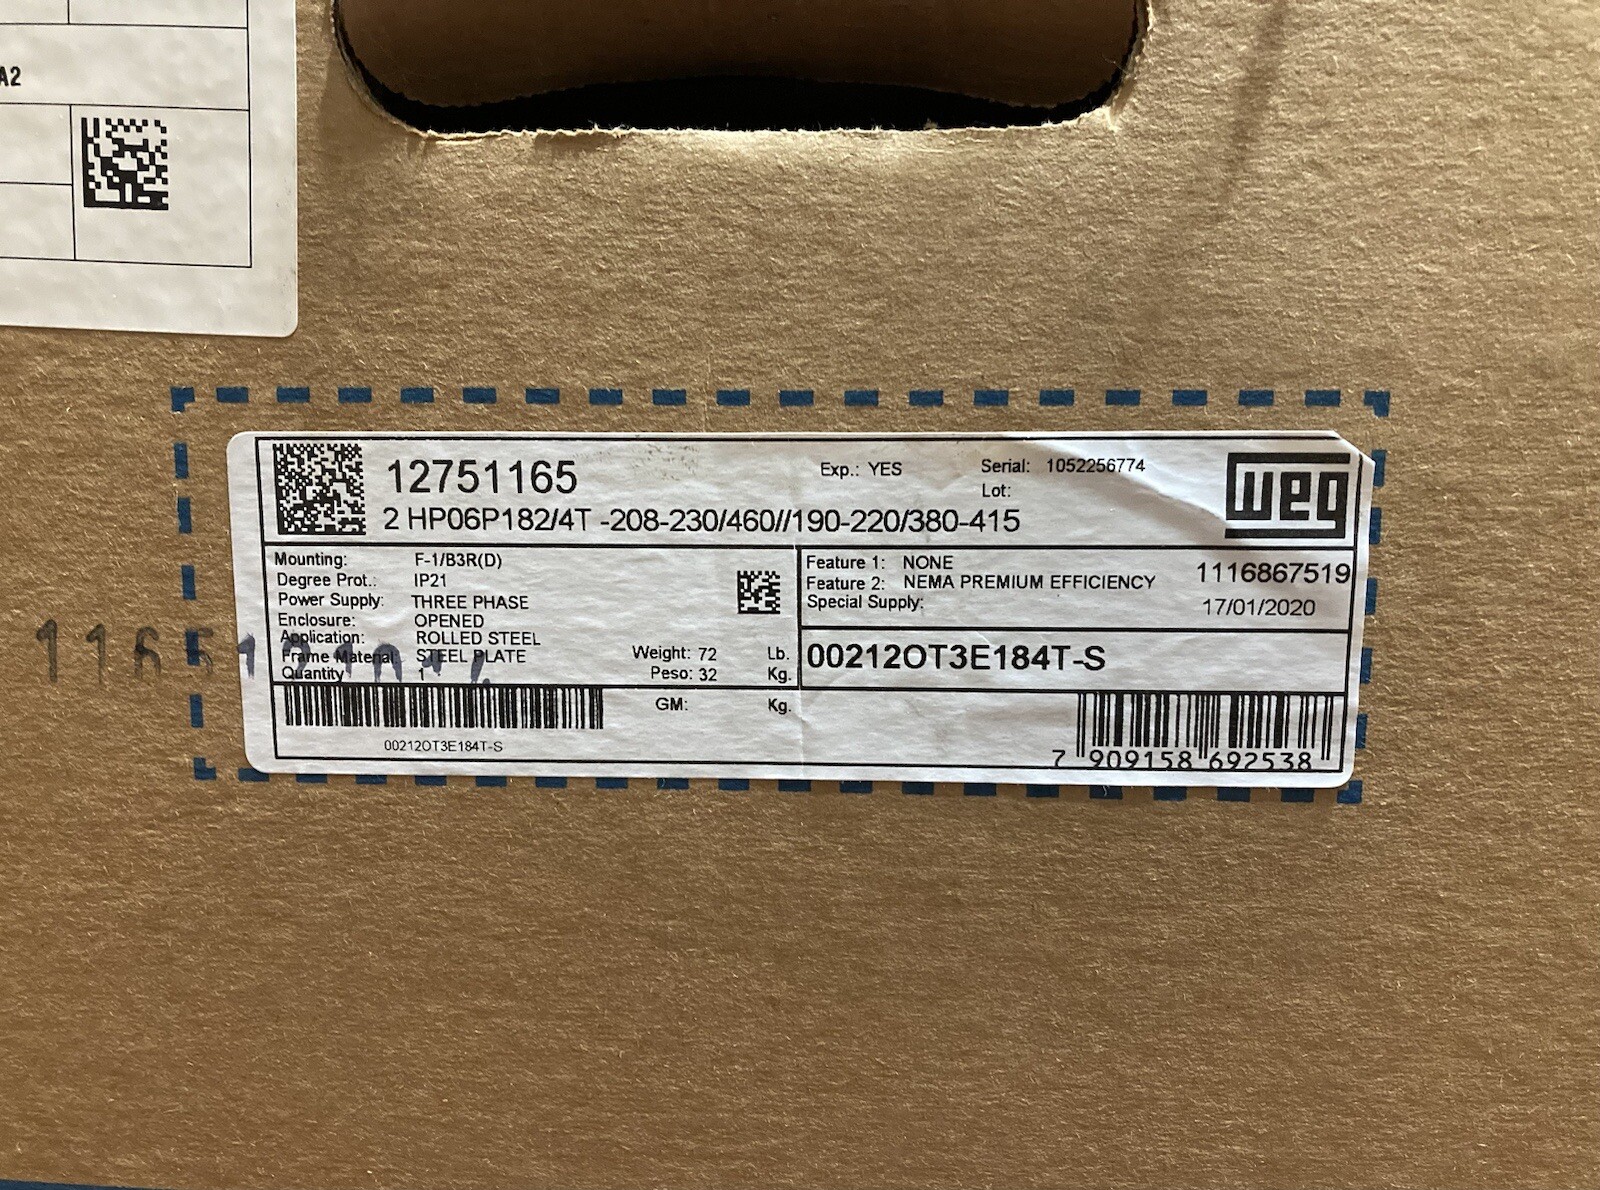 A2
12751165
Exp.: YES
Serial: 1052256774
Lot:
weg
2 HP06P182/4T -208-230/460//190-220/380-415
Mounting: F-1/B3R(D)
Degree Prot.: IP21
Power Supply: THREE PHASE
Enclosure: OPENED
Application: ROLLED STEEL
Frame Material STEEL PLATE
Quantity 1
Weight: 72 Lb.
Peso: 32 Kg.
GM: Kg.
00212OT3E184T-S
Feature 1: NONE
Feature 2: NEMA PREMIUM EFFICIENCY
Special Supply:
1116867519
17/01/2020
00212OT3E184T-S
7 909158 692538